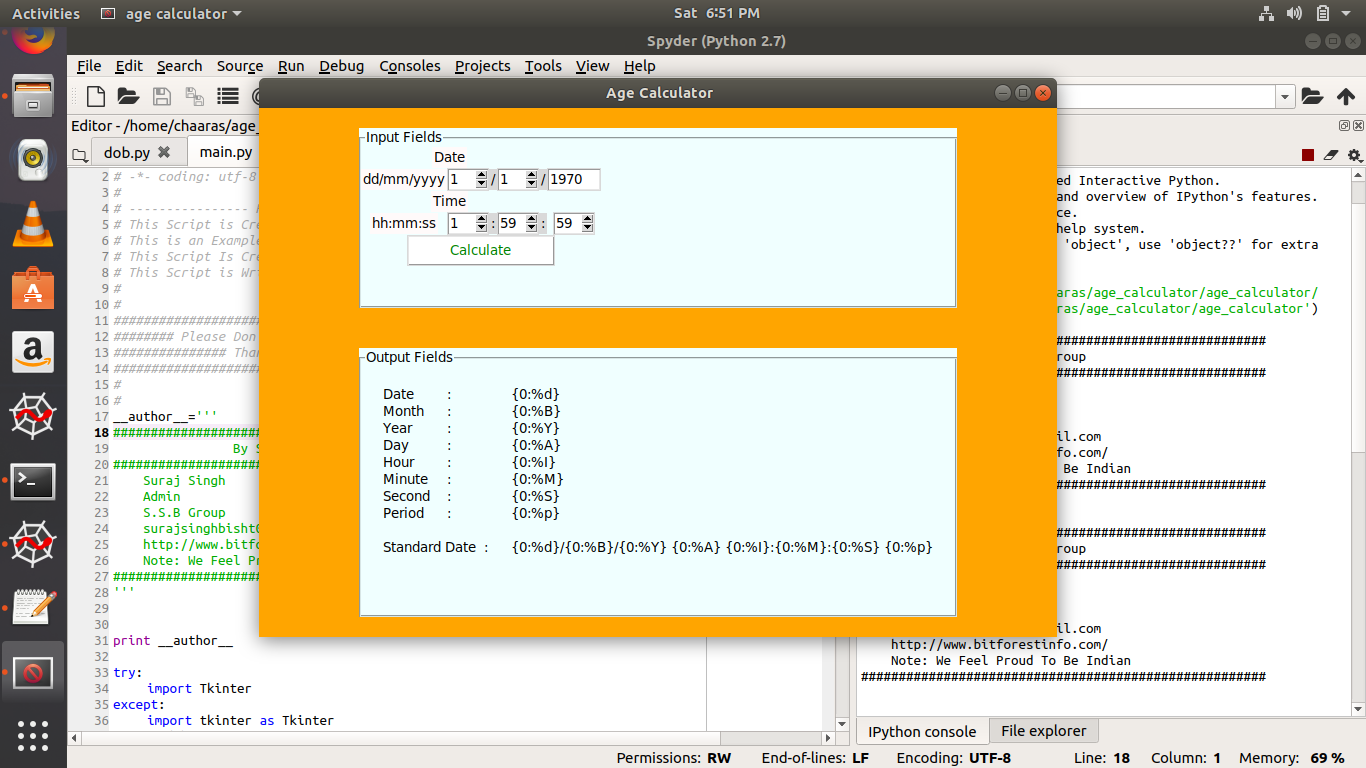 Activities
age calculator
Sat 6:51 PM
Spyder (Python 2.7)
File Edit Search Source Run Debug Consoles Projects Tools View Help
Editor - /home/chaaras/age_
dob.py
main.py
2 # -*- coding: utf-8
3 #
4 # ----------------
5 # This Script is Cre
6 # This is an Example
7 # This Script Is Cre
8 # This Script is Wri
9 #
10 #
11 ####################
12 ######## Please Don
13 ############### Than
14 ####################
15 #
16 #
17 __author__='''
18 ####################
19 By S
20 ####################
21 Suraj Singh
22 Admin
23 S.S.B Group
24 surajsinghbisht0
25 http://www.bitfo
26 Note: We Feel Pr
27 ####################
28 '''
29
30
31 print __author__
32
33 try:
34 import Tkinter
35 except:
36 import tkinter as Tkinter
Age Calculator
Input Fields
Date
dd/mm/yyyy 1 / 1 / 1970
Time
hh:mm:ss 1 : 59 : 59
Calculate
Output Fields
Date : {0:%d}
Month : {0:%B}
Year : {0:%Y}
Day : {0:%A}
Hour : {0:%I}
Minute : {0:%M}
Second : {0:%S}
Period : {0:%p}
Standard Date : {0:%d}/{0:%B}/{0:%Y} {0:%A} {0:%I}:{0:%M}:{0:%S} {0:%p}
ed Interactive Python.
and overview of IPython's features.
ce.
help system.
'object', use 'object??' for extra
aras/age_calculator/age_calculator/
ras/age_calculator/age_calculator')
############################
roup
############################
il.com
nfo.com/
Be Indian
############################
############################
roup
############################
il.com
http://www.bitforestinfo.com/
Note: We Feel Proud To Be Indian
######################################################
IPython console
File explorer
Permissions: RW End-of-lines: LF Encoding: UTF-8 Line: 18 Column: 1 Memory: 69 %